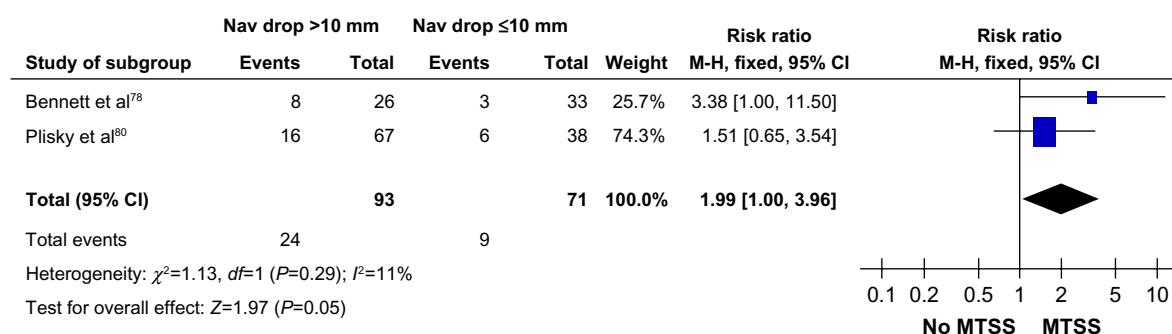 Nav drop >10 mm Nav drop ≤10 mm Risk ratio Risk ratio
Study of subgroup Events Total Events Total Weight M-H, fixed, 95% CI M-H, fixed, 95% CI
Bennett et al⁷⁸ 8 26 3 33 25.7% 3.38 [1.00, 11.50]
Plisky et al⁸⁰ 16 67 6 38 74.3% 1.51 [0.65, 3.54]
Total (95% CI) 93 71 100.0% 1.99 [1.00, 3.96]
Total events 24 9
Heterogeneity: χ²=1.13, df=1 (P=0.29); I²=11%
Test for overall effect: Z=1.97 (P=0.05)
0.1 0.2 0.5 1 2 5 10
No MTSS MTSS